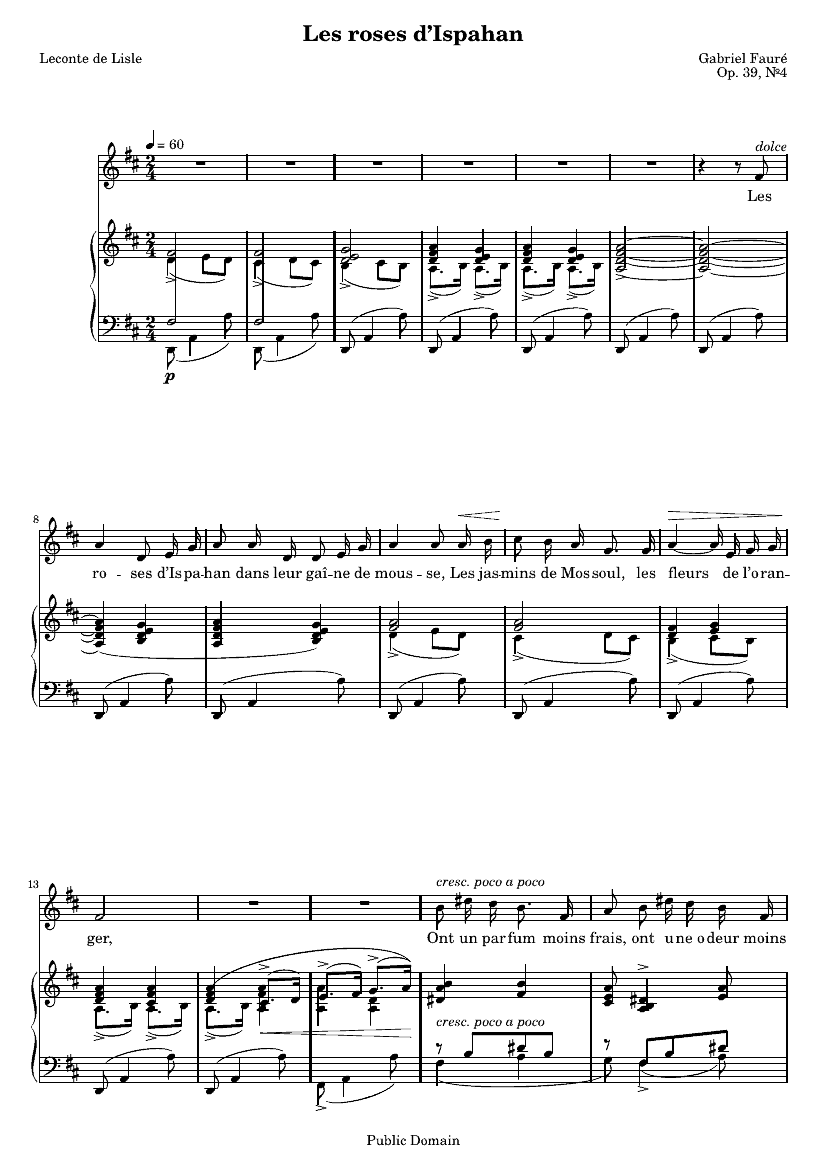 Les roses d’Ispahan
Leconte de Lisle
Gabriel Fauré
Op. 39, №4
= 60
dolce
Les
p
8
ro - ses d’Is pa-han dans leur gaî-ne de mous - se, Les jas-mins de Mos soul, les fleurs de l’o ran-
13
cresc. poco a poco
ger, Ont un par fum moins frais, ont u ne o deur moins
cresc. poco a poco
Public Domain